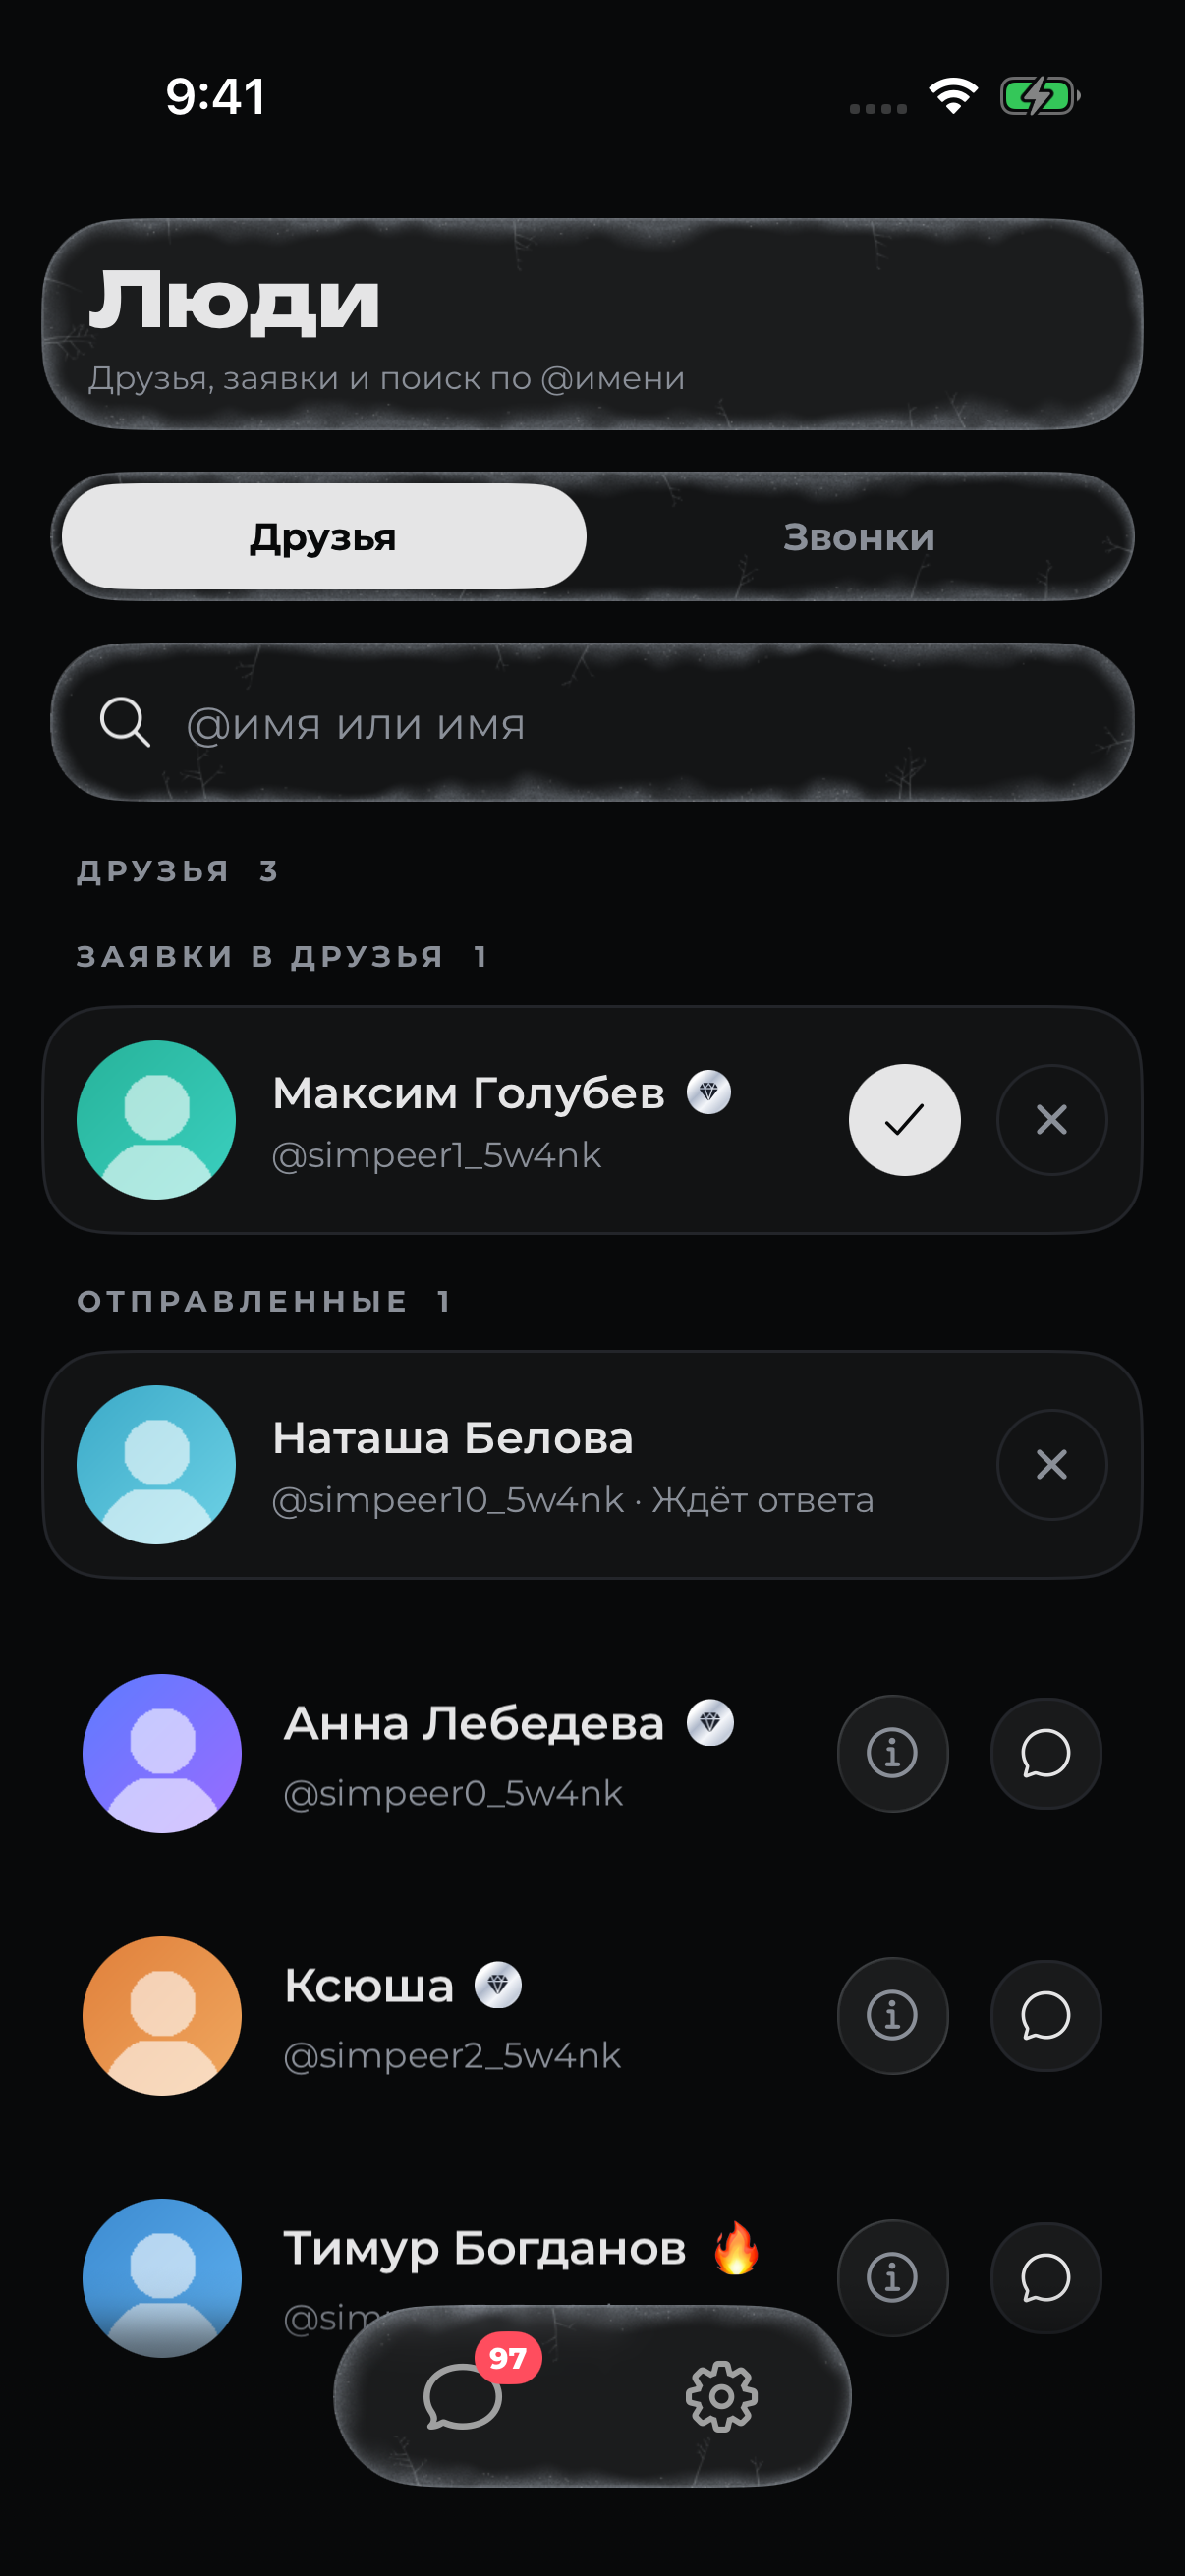 9:41
Люди
Друзья, заявки и поиск по @имени
Друзья
Звонки
@имя или имя
ДРУЗЬЯ 3
ЗАЯВКИ В ДРУЗЬЯ 1
Максим Голубев
@simpeer1_5w4nk
ОТПРАВЛЕННЫЕ 1
Наташа Белова
@simpeer10_5w4nk · Ждёт ответа
Анна Лебедева
@simpeer0_5w4nk
Ксюша
@simpeer2_5w4nk
Тимур Богданов 🔥
97